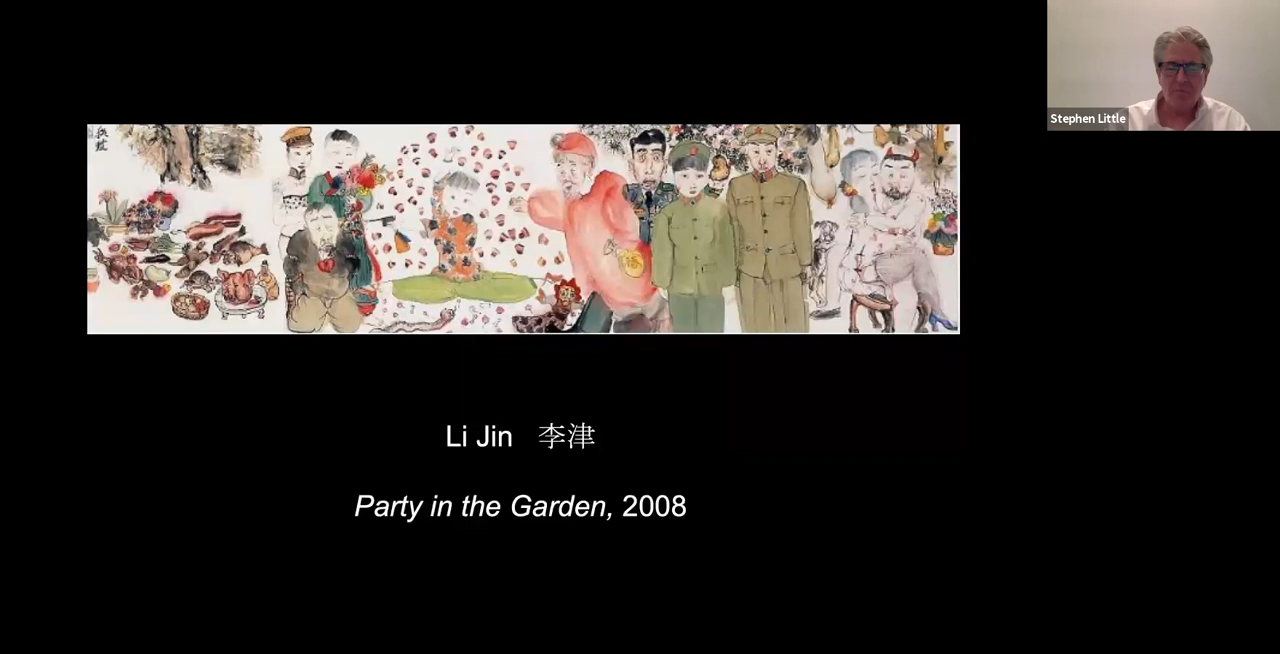 Stephen Little
Li Jin 李津
Party in the Garden, 2008